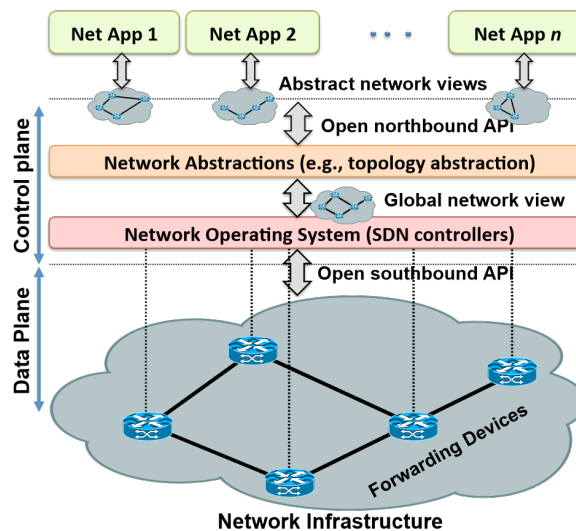 Net App 1
Net App 2
Net App n
Abstract network views
Open northbound API
Control plane
Network Abstractions (e.g., topology abstraction)
Global network view
Network Operating System (SDN controllers)
Open southbound API
Data Plane
Forwarding Devices
Network Infrastructure